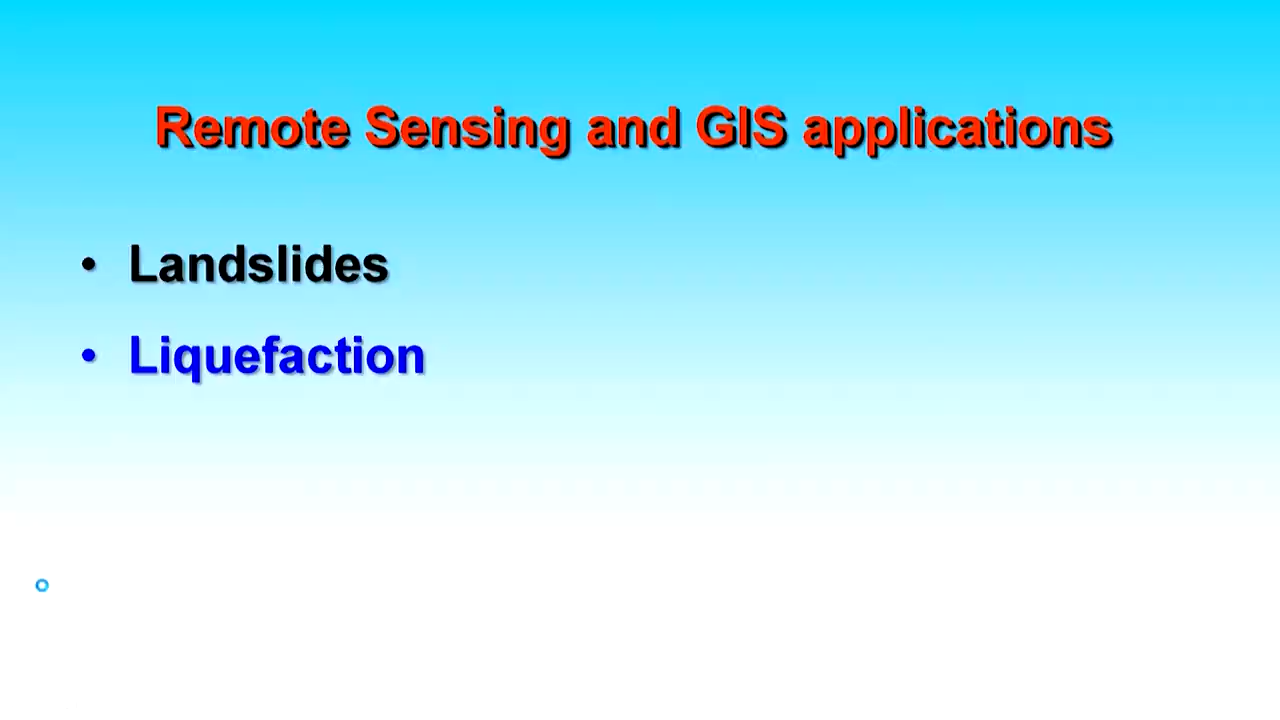 Remote Sensing and GIS applications
• Landslides
• Liquefaction